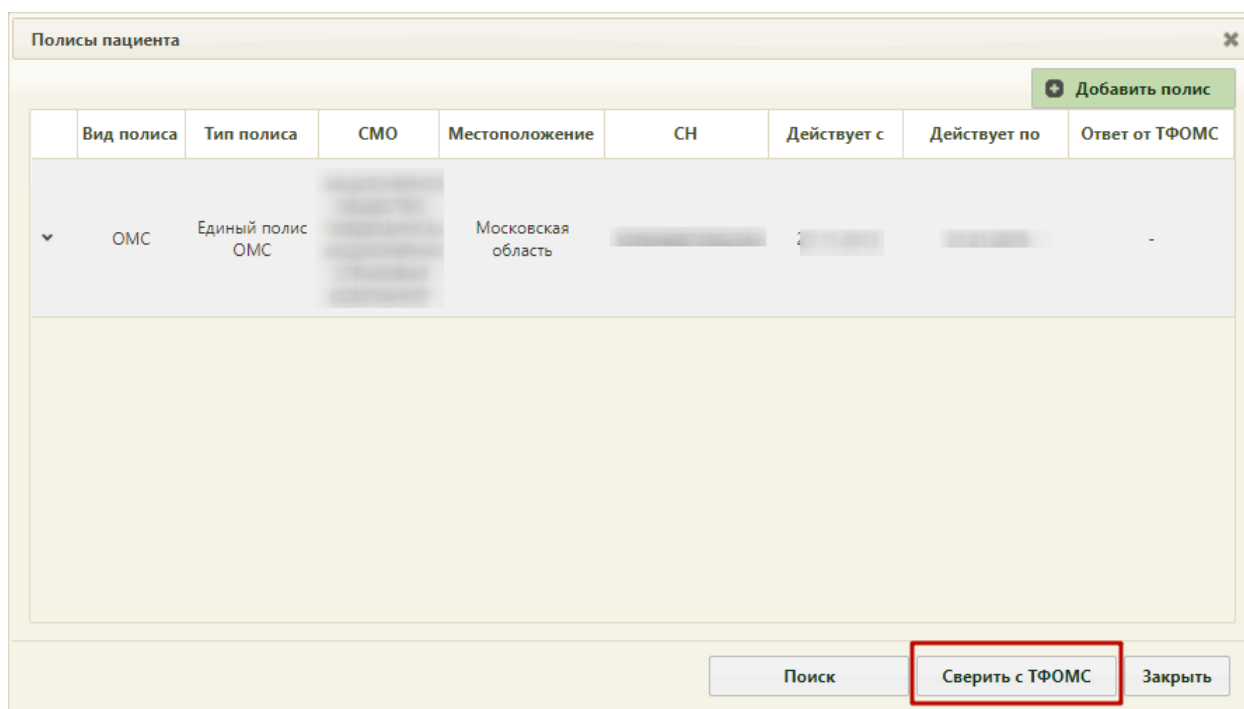 Полисы пациента
Добавить полис
Вид полиса Тип полиса СМО Местоположение СН Действует с Действует по Ответ от ТФОМС
ОМС Единый полис ОМС Московская область -
Поиск Сверить с ТФОМС Закрыть